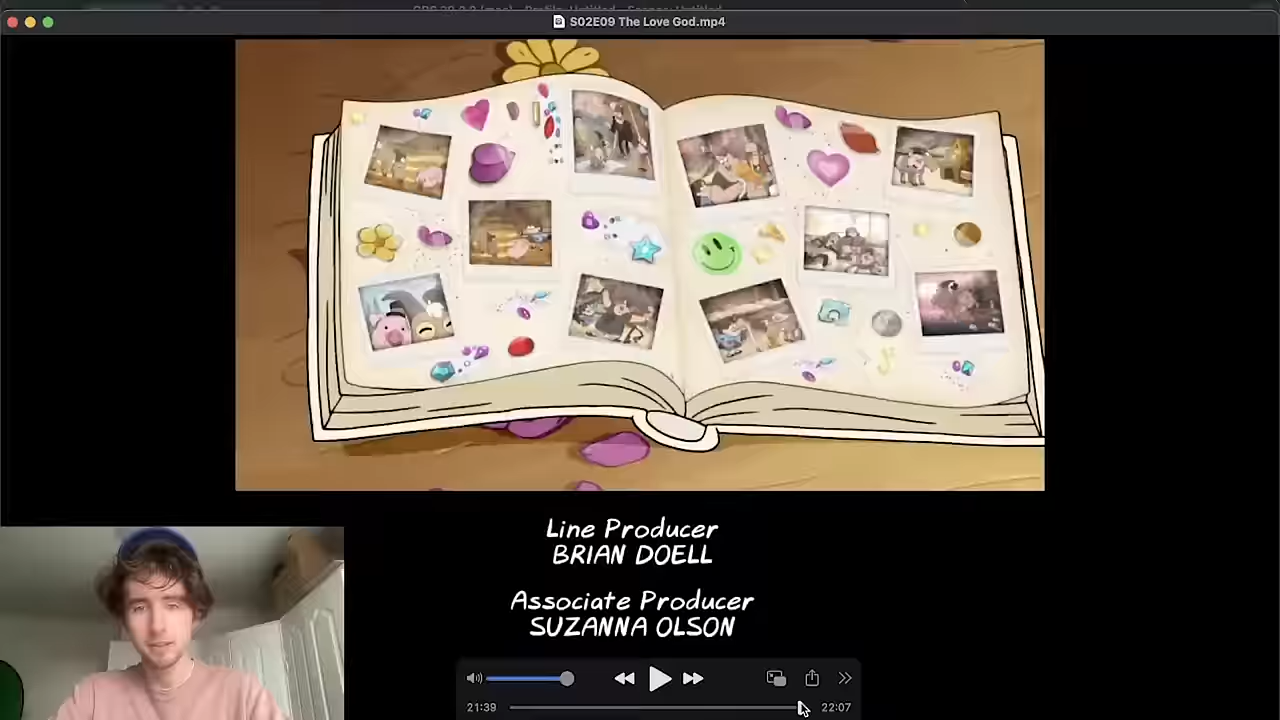 S02E09 The Love God.mp4
Line Producer
BRIAN DOELL
Associate Producer
SUZANNA OLSON
21:39
22:07